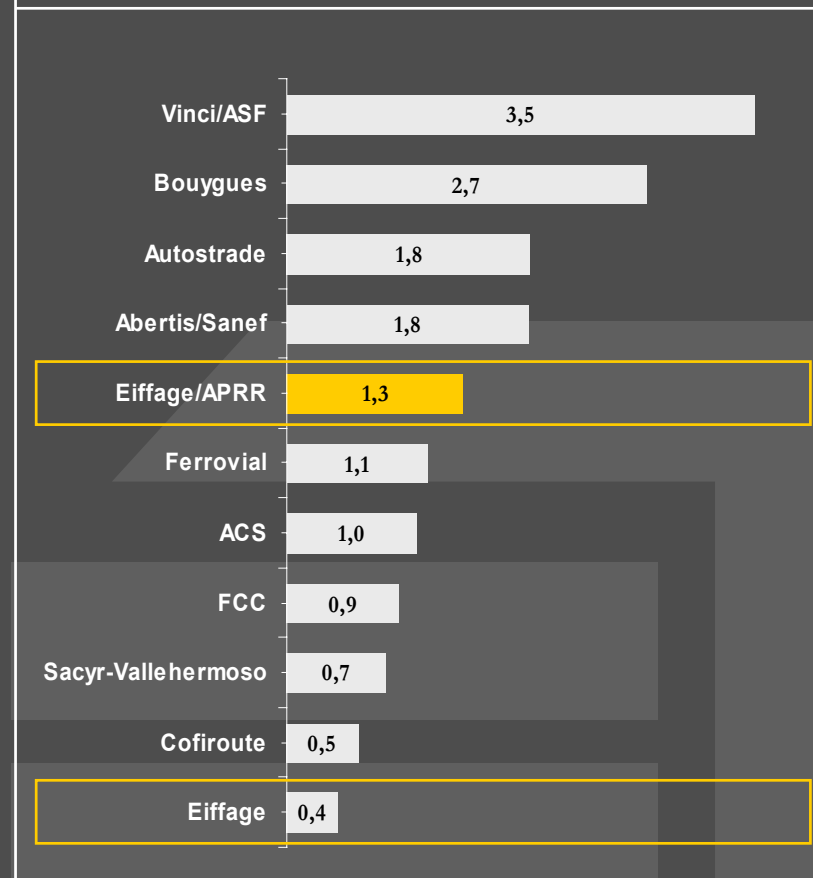 Vinci/ASF 3,5
Bouygues 2,7
Autostrade 1,8
Abertis/Sanef 1,8
Eiffage/APRR 1,3
Ferrovial 1,1
ACS 1,0
FCC 0,9
Sacyr-Vallehermoso 0,7
Cofiroute 0,5
Eiffage 0,4